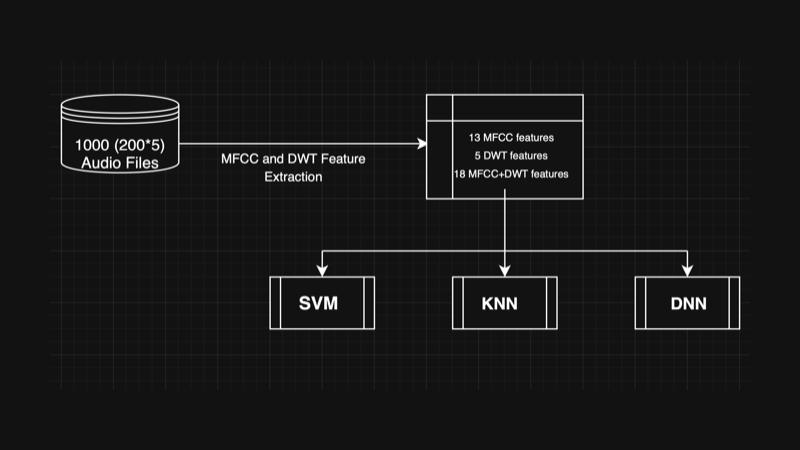 1000 (200*5)
Audio Files
MFCC and DWT Feature
Extraction
13 MFCC features
5 DWT features
18 MFCC+DWT features
SVM
KNN
DNN